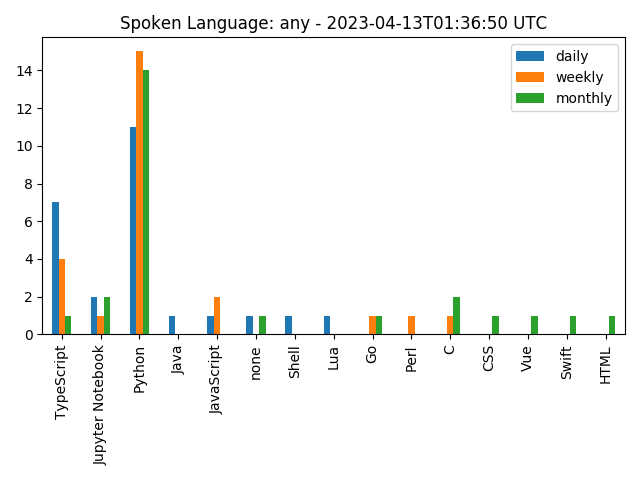 Spoken Language: any - 2023-04-13T01:36:50 UTC
daily
weekly
monthly
14
12
10
8
6
4
2
0
TypeScript
Jupyter Notebook
Python
Java
JavaScript
none
Shell
Lua
Go
Perl
C
CSS
Vue
Swift
HTML